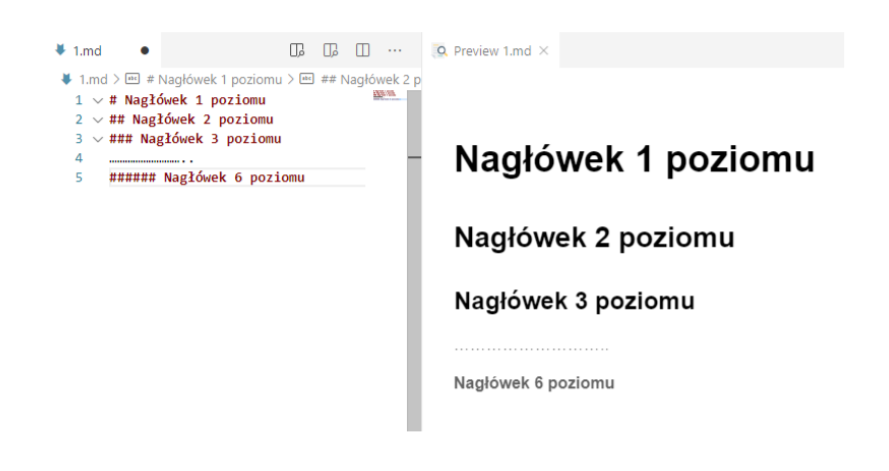 1.md
Preview 1.md
1.md > # Nagłówek 1 poziomu > ## Nagłówek 2 p
1 # Nagłówek 1 poziomu
2 ## Nagłówek 2 poziomu
3 ### Nagłówek 3 poziomu
4 ………………………..
5 ###### Nagłówek 6 poziomu
Nagłówek 1 poziomu
Nagłówek 2 poziomu
Nagłówek 3 poziomu
………………………..
Nagłówek 6 poziomu